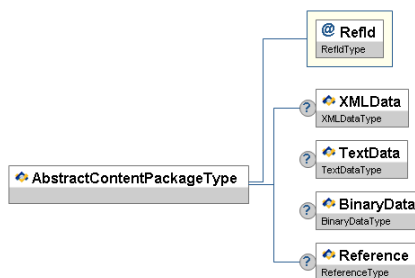 @ RefId
RefIdType
? XMLData
XMLDataType
? TextData
TextDataType
AbstractContentPackageType
? BinaryData
BinaryDataType
? Reference
ReferenceType